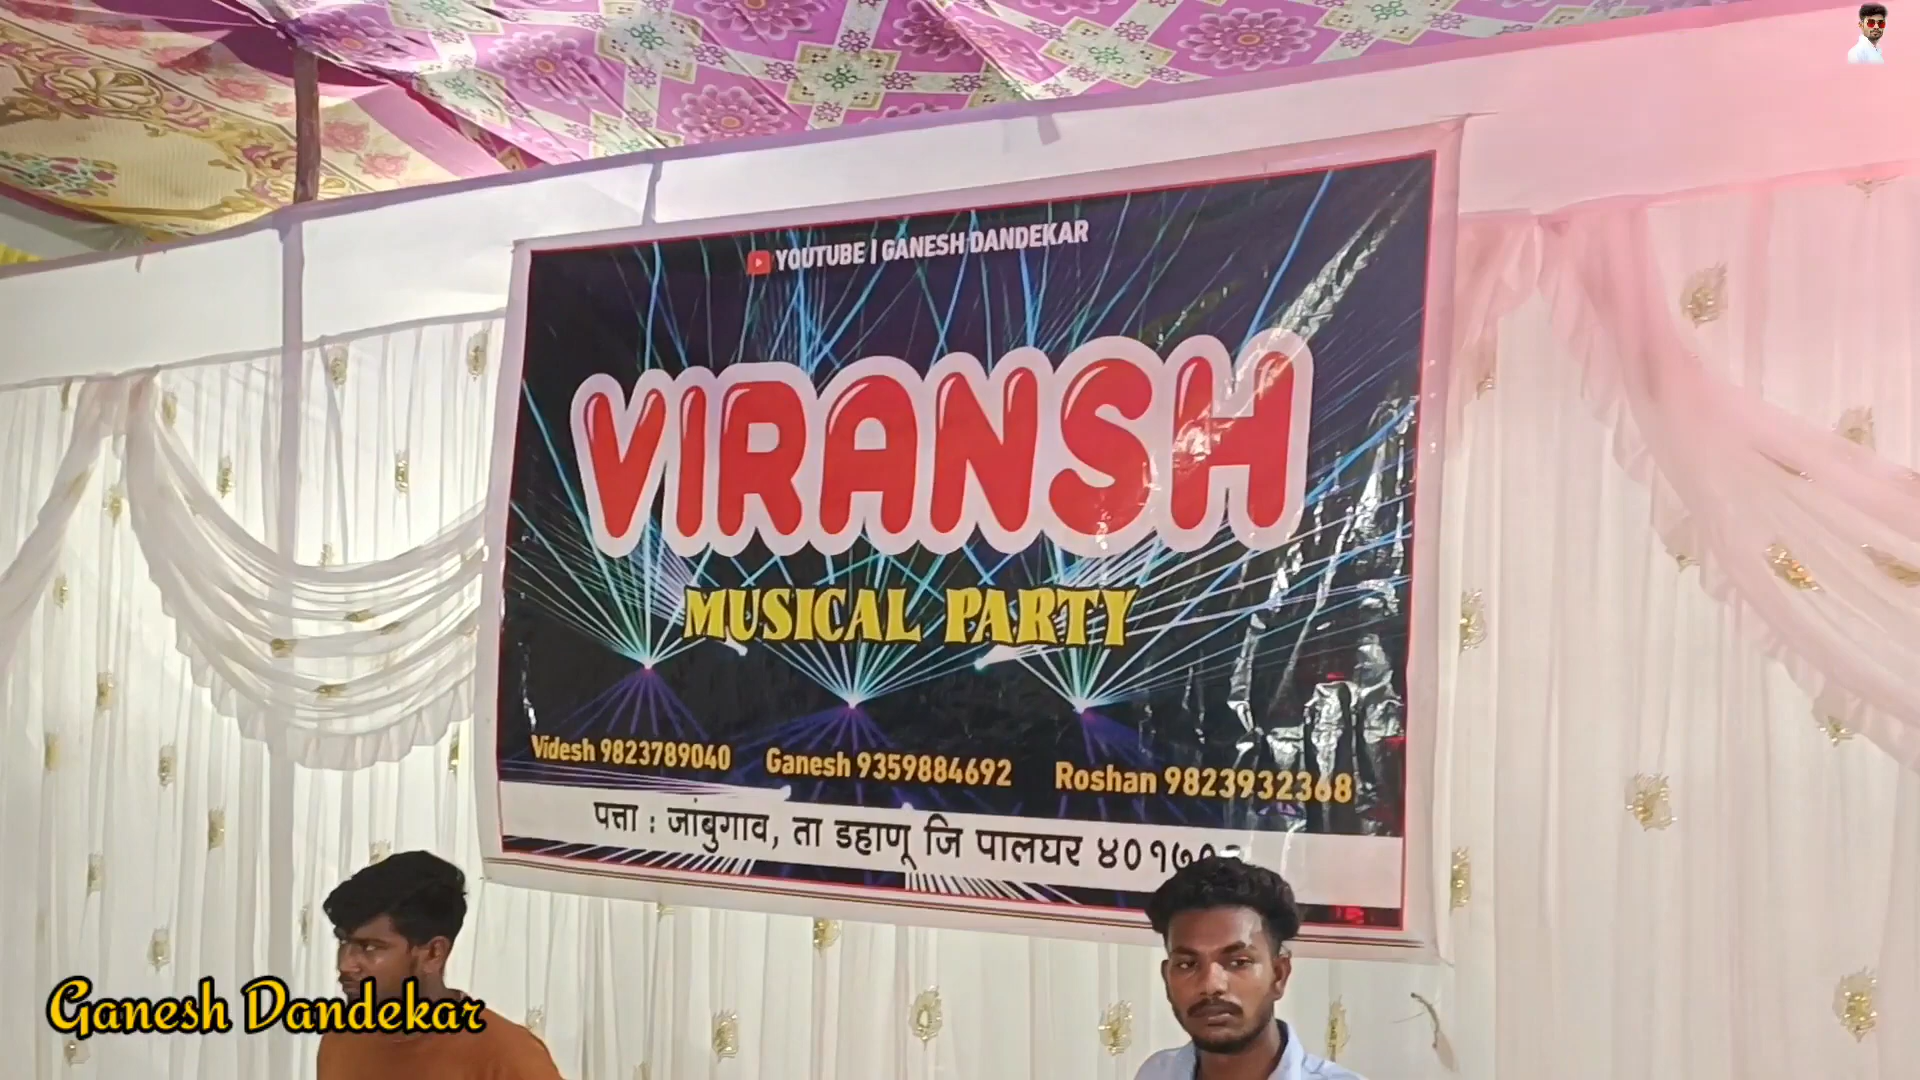 YOUTUBE | GANESH DANDEKAR
VIRANSH
MUSICAL PARTY
Videsh 9823789040 Ganesh 9359884692 Roshan 9823932368
पत्ता : जांबुगाव, ता डहाणू जि पालघर
Ganesh Dandekar